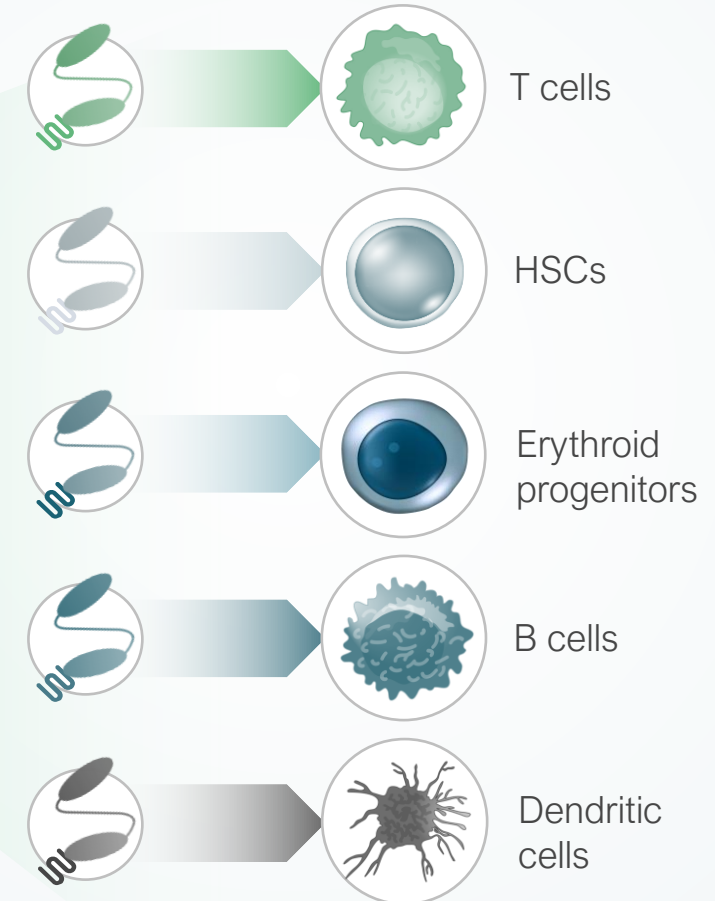 T cells
HSCs
Erythroid
progenitors
B cells
Dendritic
cells